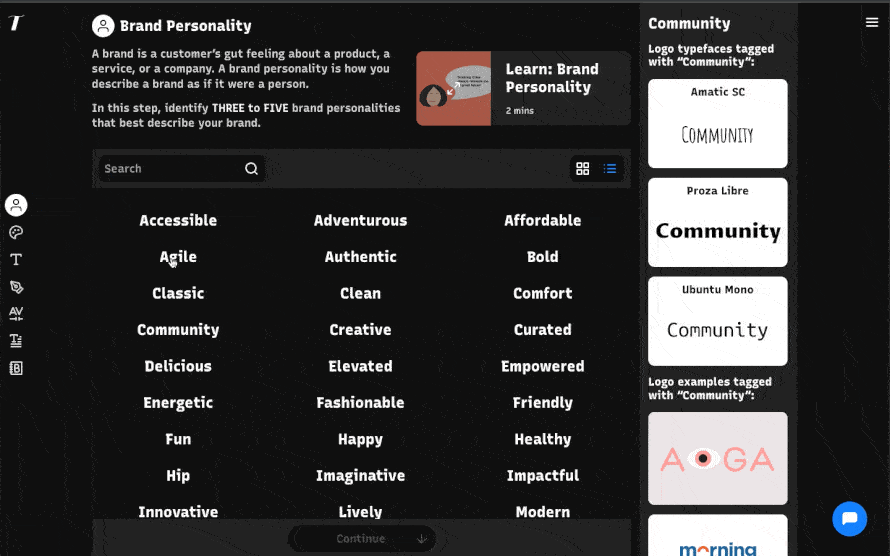 T
Brand Personality
A brand is a customer's gut feeling about a product, a
service, or a company. A brand personality is how you
describe a brand as if it were a person.
In this step, identify THREE to FIVE brand personalities
that best describe your brand.
Learn: Brand
Personality
2 mins
Search
Accessible
Adventurous
Affordable
Agile
Authentic
Bold
Classic
Clean
Comfort
Community
Creative
Curated
Delicious
Elevated
Empowered
Energetic
Fashionable
Friendly
Fun
Happy
Healthy
Hip
Imaginative
Impactful
Innovative
Lively
Modern
Continue
Community
Logo typefaces tagged
with “Community”:
Amatic SC
Community
Proza Libre
Community
Ubuntu Mono
Community
Logo examples tagged
with “Community”:
morning